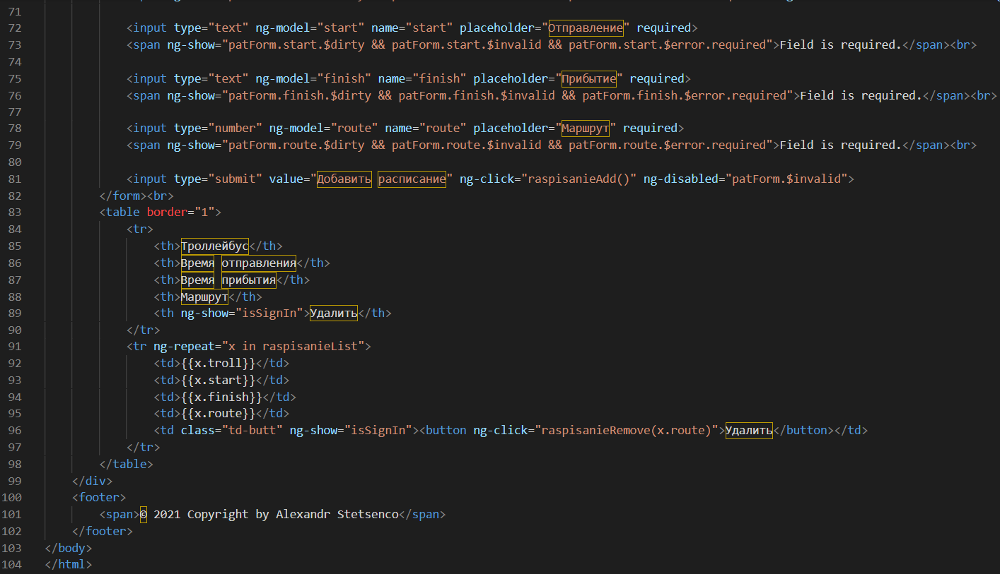 71
72 <input type="text" ng-model="start" name="start" placeholder="Отправление" required>
73 <span ng-show="patForm.start.$dirty && patForm.start.$invalid && patForm.start.$error.required">Field is required.</span><br>
74
75 <input type="text" ng-model="finish" name="finish" placeholder="Прибытие" required>
76 <span ng-show="patForm.finish.$dirty && patForm.finish.$invalid && patForm.finish.$error.required">Field is required.</span><br>
77
78 <input type="number" ng-model="route" name="route" placeholder="Маршрут" required>
79 <span ng-show="patForm.route.$dirty && patForm.route.$invalid && patForm.route.$error.required">Field is required.</span><br>
80
81 <input type="submit" value="Добавить расписание" ng-click="raspisanieAdd()" ng-disabled="patForm.$invalid">
82 </form><br>
83 <table border="1">
84 <tr>
85 <th>Троллейбус</th>
86 <th>Время отправления</th>
87 <th>Время прибытия</th>
88 <th>Маршрут</th>
89 <th ng-show="isSignIn">Удалить</th>
90 </tr>
91 <tr ng-repeat="x in raspisanieList">
92 <td>{{x.troll}}</td>
93 <td>{{x.start}}</td>
94 <td>{{x.finish}}</td>
95 <td>{{x.route}}</td>
96 <td class="td-butt" ng-show="isSignIn"><button ng-click="raspisanieRemove(x.route)">Удалить</button></td>
97 </tr>
98 </table>
99 </div>
100 <footer>
101 <span>© 2021 Copyright by Alexandr Stetsenco</span>
102 </footer>
103 </body>
104 </html>